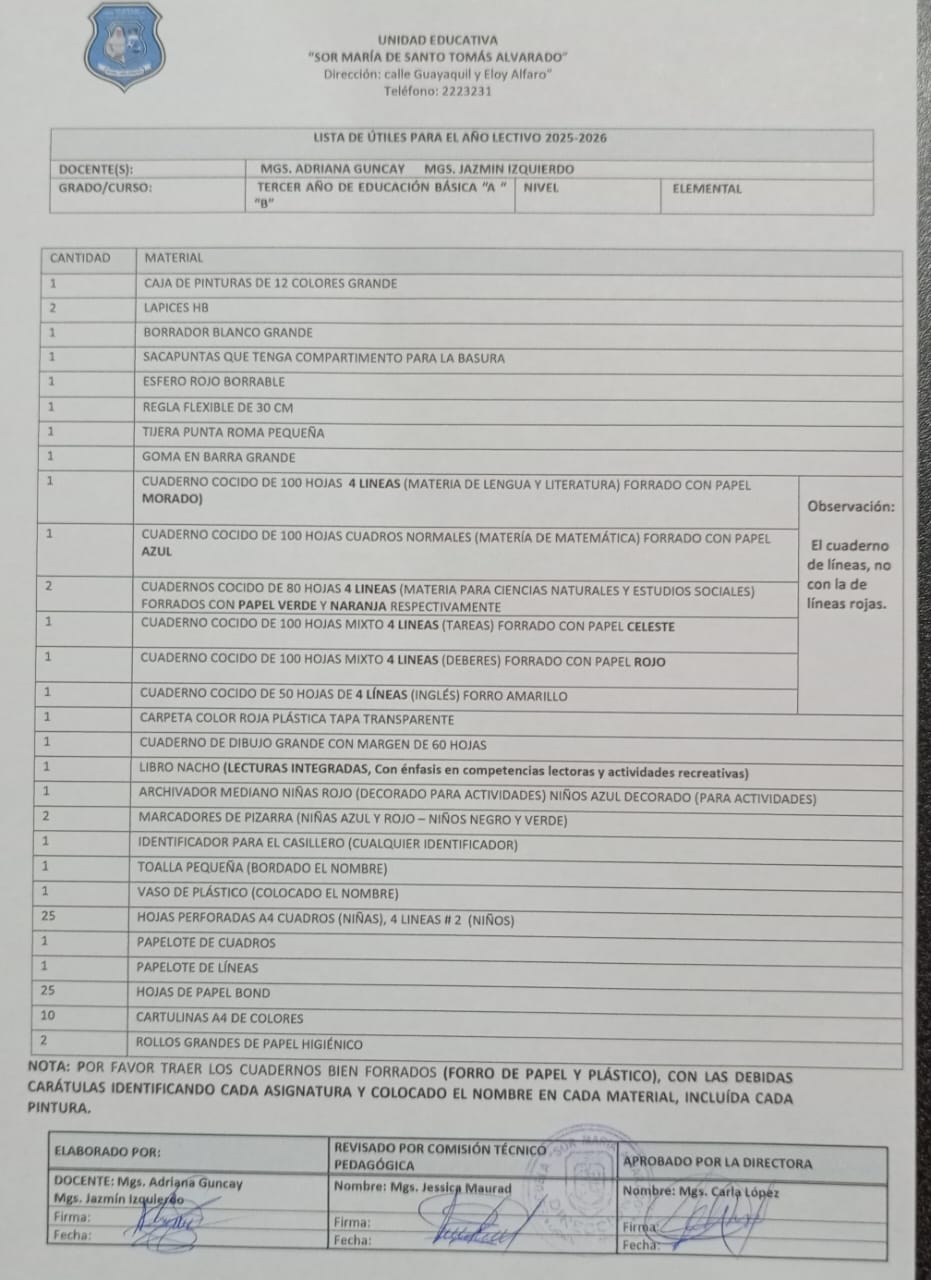 UNIDAD EDUCATIVA
"SOR MARÍA DE SANTO TOMÁS ALVARADO"
Dirección: calle Guayaquil y Eloy Alfaro"
Teléfono: 2223231
LISTA DE ÚTILES PARA EL AÑO LECTIVO 2025-2026
DOCENTE(S): MGS. ADRIANA GUNCAY MGS. JAZMIN IZQUIERDO
GRADO/CURSO: TERCER AÑO DE EDUCACIÓN BÁSICA "A " NIVEL ELEMENTAL
"B"
CANTIDAD MATERIAL
1 CAJA DE PINTURAS DE 12 COLORES GRANDE
2 LAPICES HB
1 BORRADOR BLANCO GRANDE
1 SACAPUNTAS QUE TENGA COMPARTIMENTO PARA LA BASURA
1 ESFERO ROJO BORRABLE
1 REGLA FLEXIBLE DE 30 CM
1 TIJERA PUNTA ROMA PEQUEÑA
1 GOMA EN BARRA GRANDE
1 CUADERNO COCIDO DE 100 HOJAS 4 LINEAS (MATERIA DE LENGUA Y LITERATURA) FORRADO CON PAPEL
MORADO)
1 CUADERNO COCIDO DE 100 HOJAS CUADROS NORMALES (MATERÍA DE MATEMÁTICA) FORRADO CON PAPEL
AZUL
2 CUADERNOS COCIDO DE 80 HOJAS 4 LINEAS (MATERIA PARA CIENCIAS NATURALES Y ESTUDIOS SOCIALES)
FORRADOS CON PAPEL VERDE Y NARANJA RESPECTIVAMENTE
1 CUADERNO COCIDO DE 100 HOJAS MIXTO 4 LINEAS (TAREAS) FORRADO CON PAPEL CELESTE
1 CUADERNO COCIDO DE 100 HOJAS MIXTO 4 LINEAS (DEBERES) FORRADO CON PAPEL ROJO
1 CUADERNO COCIDO DE 50 HOJAS DE 4 LÍNEAS (INGLÉS) FORRO AMARILLO
Observación:
El cuaderno
de líneas, no
con la de
líneas rojas.
1 CARPETA COLOR ROJA PLÁSTICA TAPA TRANSPARENTE
1 CUADERNO DE DIBUJO GRANDE CON MARGEN DE 60 HOJAS
1 LIBRO NACHO (LECTURAS INTEGRADAS, Con énfasis en competencias lectoras y actividades recreativas)
1 ARCHIVADOR MEDIANO NIÑAS ROJO (DECORADO PARA ACTIVIDADES) NIÑOS AZUL DECORADO (PARA ACTIVIDADES)
2 MARCADORES DE PIZARRA (NIÑAS AZUL Y ROJO – NIÑOS NEGRO Y VERDE)
1 IDENTIFICADOR PARA EL CASILLERO (CUALQUIER IDENTIFICADOR)
1 TOALLA PEQUEÑA (BORDADO EL NOMBRE)
1 VASO DE PLÁSTICO (COLOCADO EL NOMBRE)
25 HOJAS PERFORADAS A4 CUADROS (NIÑAS), 4 LINEAS # 2 (NIÑOS)
1 PAPELOTE DE CUADROS
1 PAPELOTE DE LÍNEAS
25 HOJAS DE PAPEL BOND
10 CARTULINAS A4 DE COLORES
2 ROLLOS GRANDES DE PAPEL HIGIÉNICO
NOTA: POR FAVOR TRAER LOS CUADERNOS BIEN FORRADOS (FORRO DE PAPEL Y PLÁSTICO), CON LAS DEBIDAS
CARÁTULAS IDENTIFICANDO CADA ASIGNATURA Y COLOCADO EL NOMBRE EN CADA MATERIAL, INCLUÍDA CADA
PINTURA.
ELABORADO POR:
DOCENTE: Mgs. Adriana Guncay
Mgs. Jazmín Izquierdo
Firma:
Fecha:
REVISADO POR COMISIÓN TÉCNICO
PEDAGÓGICA
Nombre: Mgs. Jessica Maurad
Firma:
Fecha:
APROBADO POR LA DIRECTORA
Nombre: Mgs. Carla López
Firma:
Fecha: